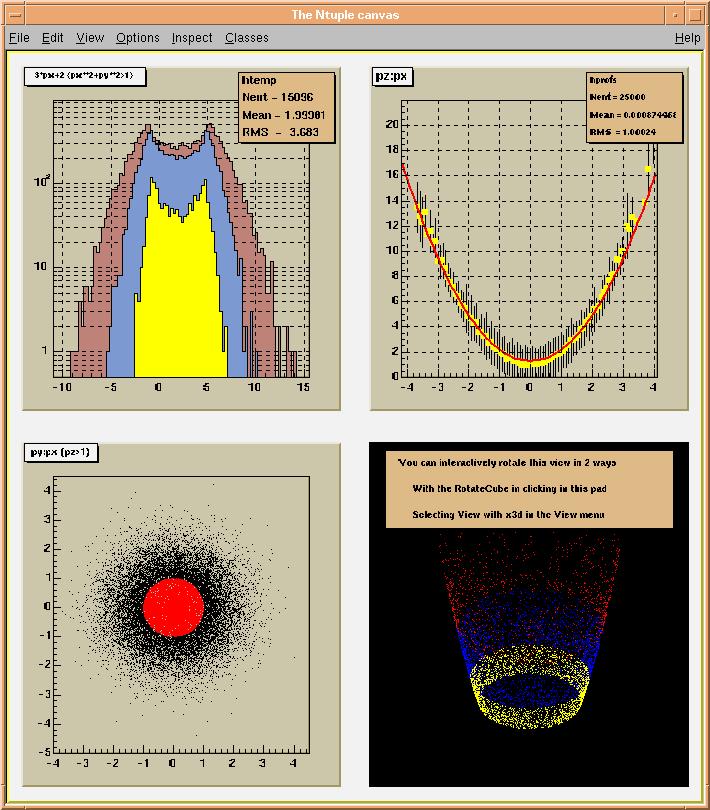 The Ntuple canvas
File Edit View Options Inspect Classes Help
3*px+2 {px**2+py**2>1}
htemp
Nent = 15096
Mean = 1.99901
RMS = 3.683
10²
10
1
-10 -5 0 5 10 15
pz:px
hprofs
Nent = 25000
Mean = 0.000874468
RMS = 1.00024
20
18
16
14
12
10
8
6
4
2
0
-4 -3 -2 -1 0 1 2 3 4
py:px {pz>1}
4
3
2
1
0
-1
-2
-3
-4
-5
-4 -3 -2 -1 0 1 2 3 4
You can interactively rotate this view in 2 ways
With the RotateCube in clicking in this pad
Selecting View with x3d in the View menu